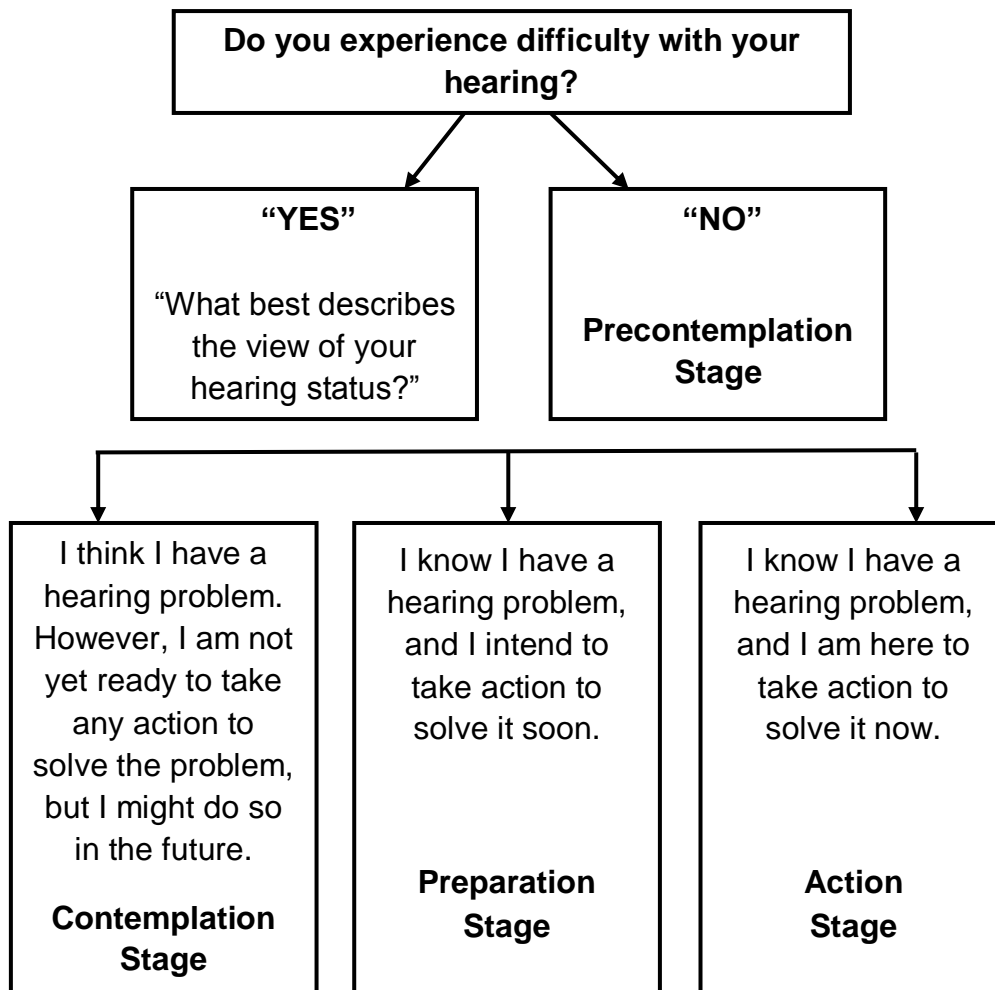 Do you experience difficulty with your
hearing?
“YES”
“What best describes
the view of your
hearing status?”
“NO”
Precontemplation
Stage
I think I have a
hearing problem.
However, I am not
yet ready to take
any action to
solve the problem,
but I might do so
in the future.
Contemplation
Stage
I know I have a
hearing problem,
and I intend to
take action to
solve it soon.
Preparation
Stage
I know I have a
hearing problem,
and I am here to
take action to
solve it now.
Action
Stage